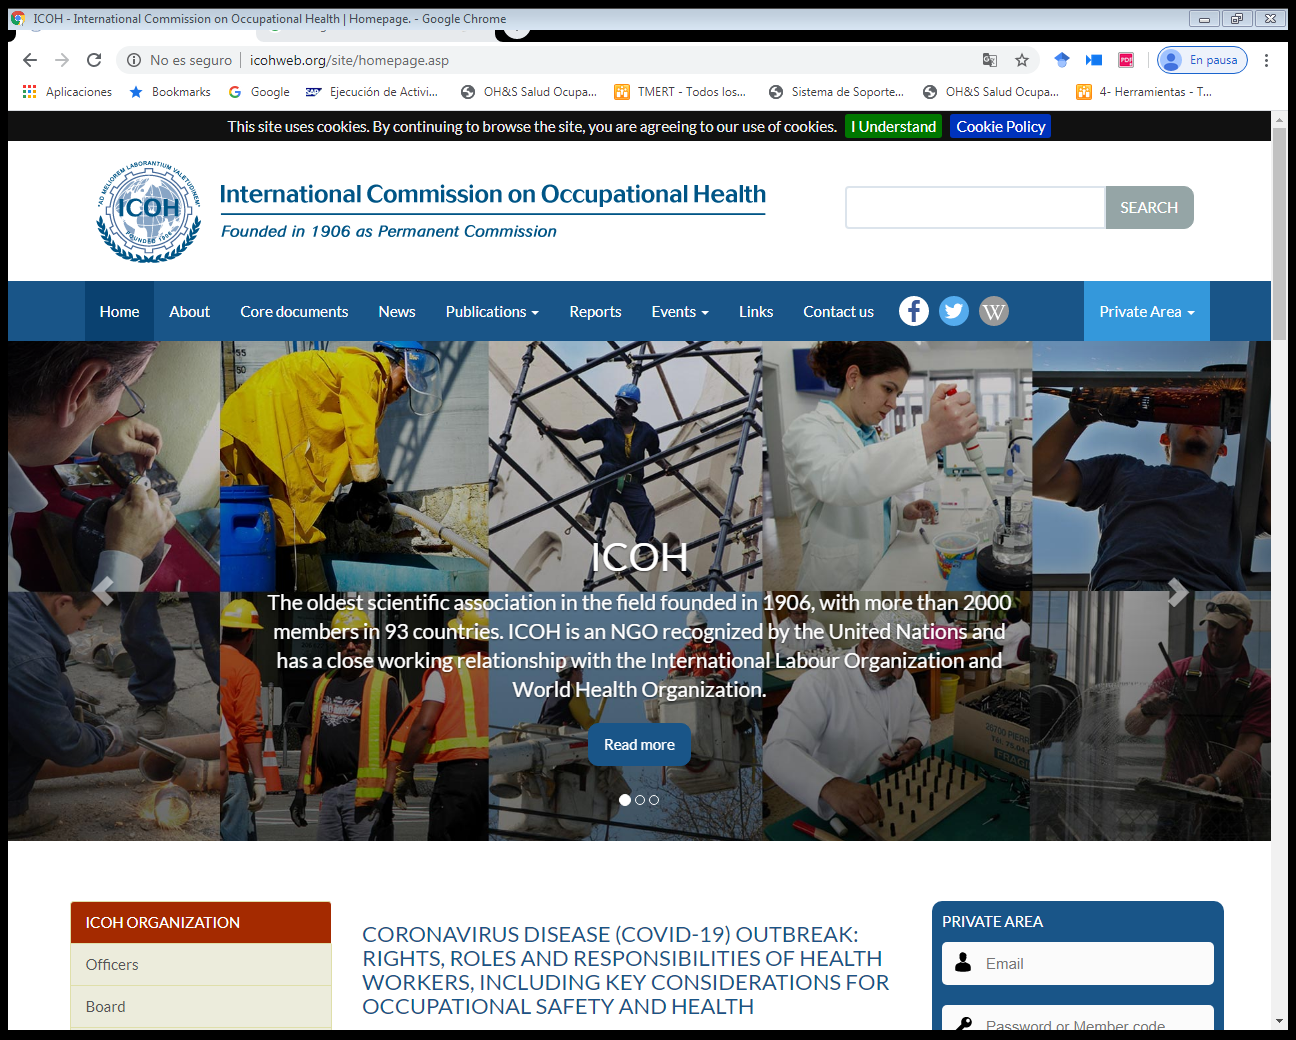 ICOH - International Commission on Occupational Health | Homepage. - Google Chrome
No es seguro | icohweb.org/site/homepage.asp
En pausa
Aplicaciones Bookmarks Google Ejecución de Activi... OH&S Salud Ocupa... TMERT - Todos los... Sistema de Soporte... OH&S Salud Ocupa... 4- Herramientas - T...
This site uses cookies. By continuing to browse the site, you are agreeing to our use of cookies. I Understand Cookie Policy
AD MELIOREM LABORANTIUM VALETUDINEM
ICOH
FOUNDED 1906
International Commission on Occupational Health
Founded in 1906 as Permanent Commission
SEARCH
Home About Core documents News Publications Reports Events Links Contact us f W Private Area
ICOH
The oldest scientific association in the field founded in 1906, with more than 2000
members in 93 countries. ICOH is an NGO recognized by the United Nations and
has a close working relationship with the International Labour Organization and
World Health Organization.
Read more
ICOH ORGANIZATION
Officers
Board
CORONAVIRUS DISEASE (COVID-19) OUTBREAK:
RIGHTS, ROLES AND RESPONSIBILITIES OF HEALTH
WORKERS, INCLUDING KEY CONSIDERATIONS FOR
OCCUPATIONAL SAFETY AND HEALTH
PRIVATE AREA
Email
Password or Member code